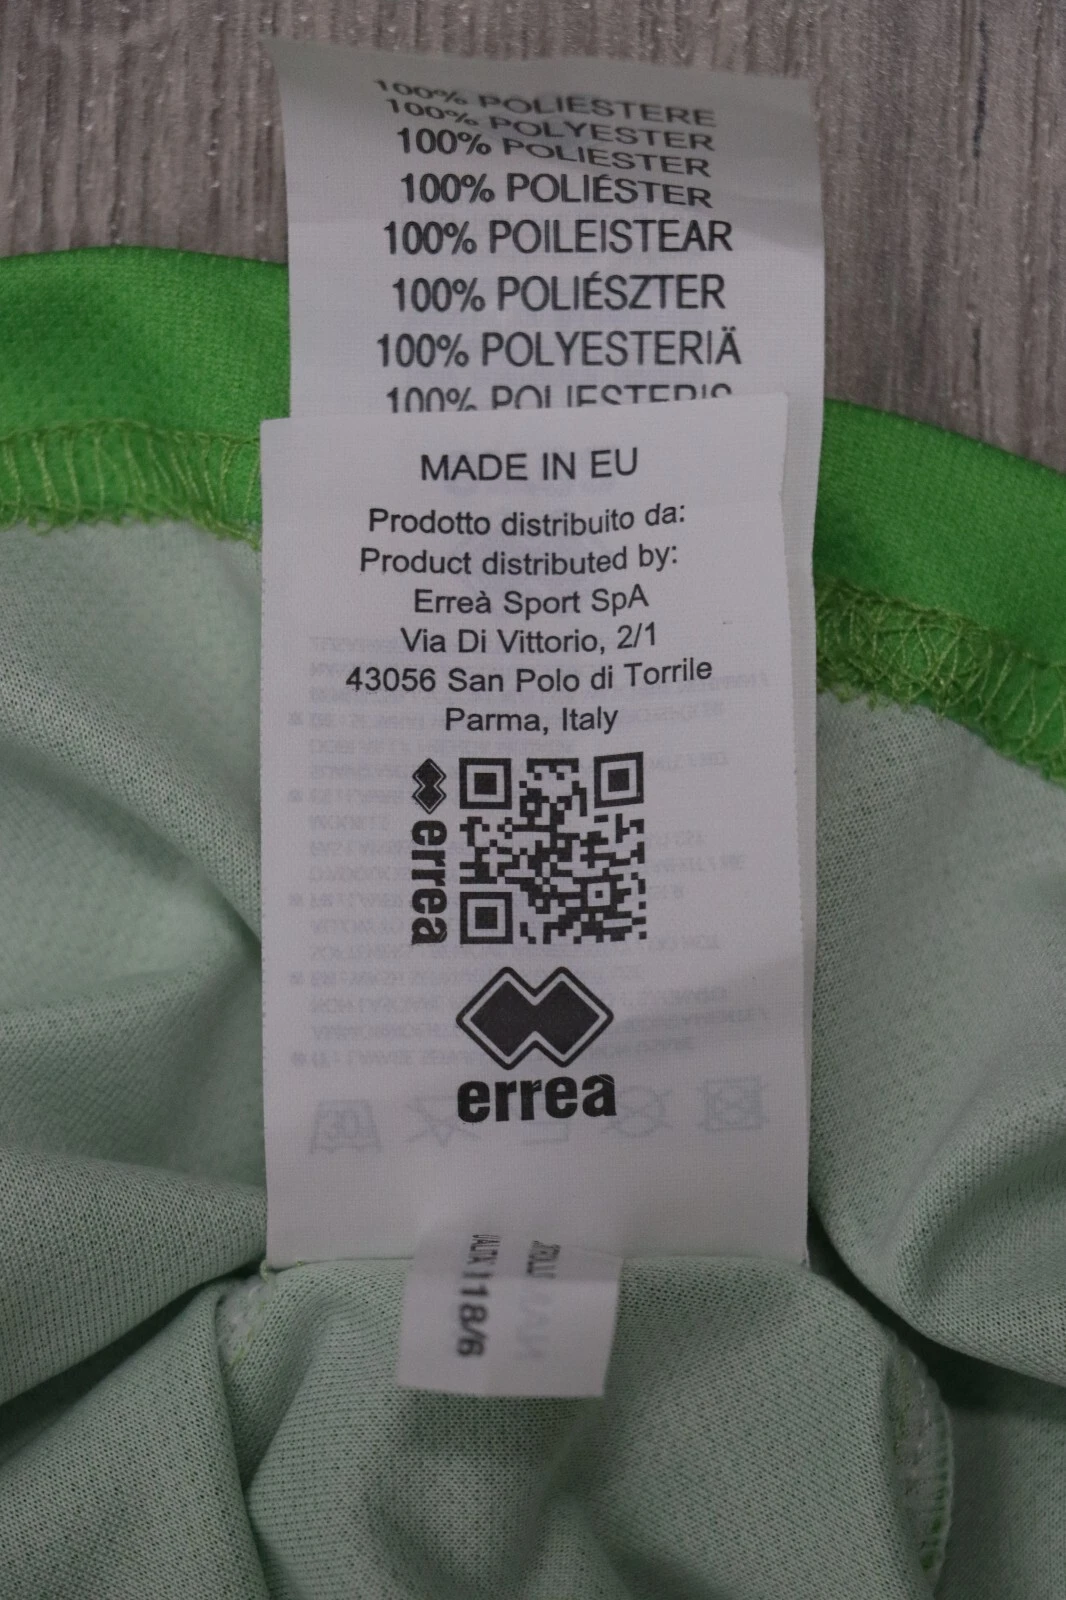 100% POLIESTERE
100% POLYESTER
100% POLIESTER
100% POLIÉSTER
100% POILEISTEAR
100% POLIÉSZTER
100% POLYESTERIÄ
100% POLIESTERIS
MADE IN EU
Prodotto distribuito da:
Product distributed by:
Erreà Sport SpA
Via Di Vittorio, 2/1
43056 San Polo di Torrile
Parma, Italy
errea
errea
118/6